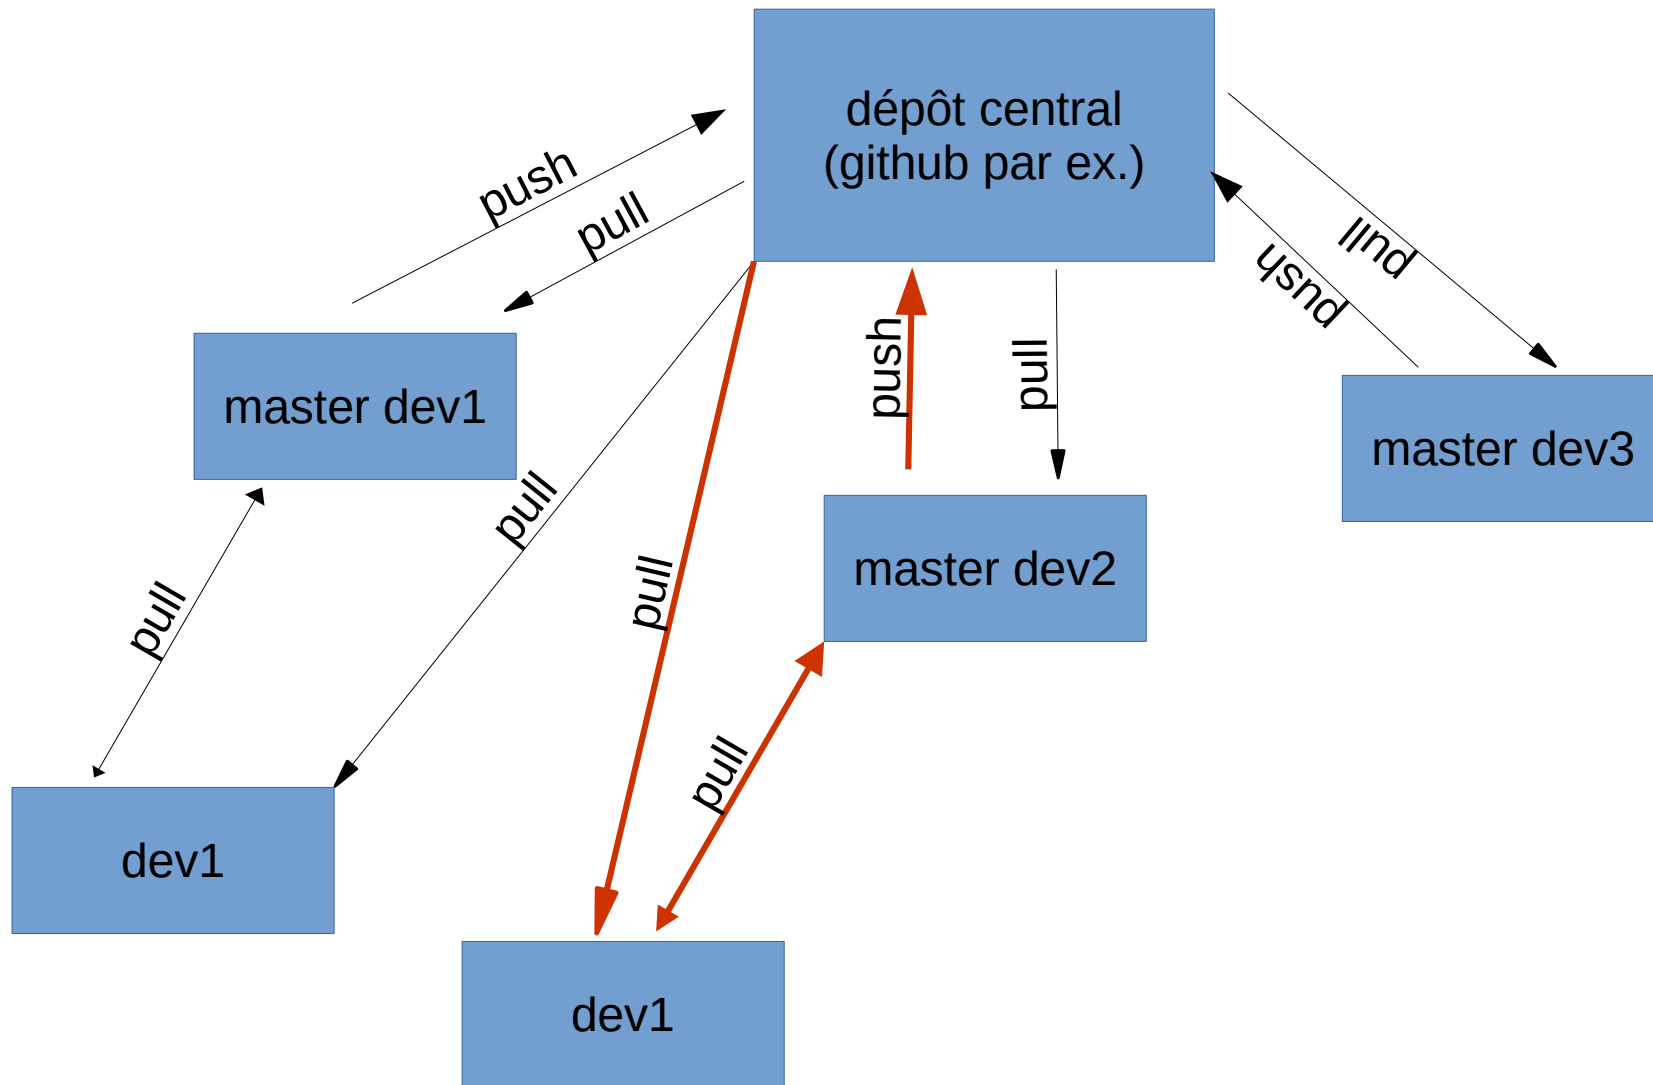 dépôt central
(github par ex.)
push
pull
pull
push
push
pull
master dev1
master dev3
pull
pull
master dev2
pull
pull
dev1
dev1